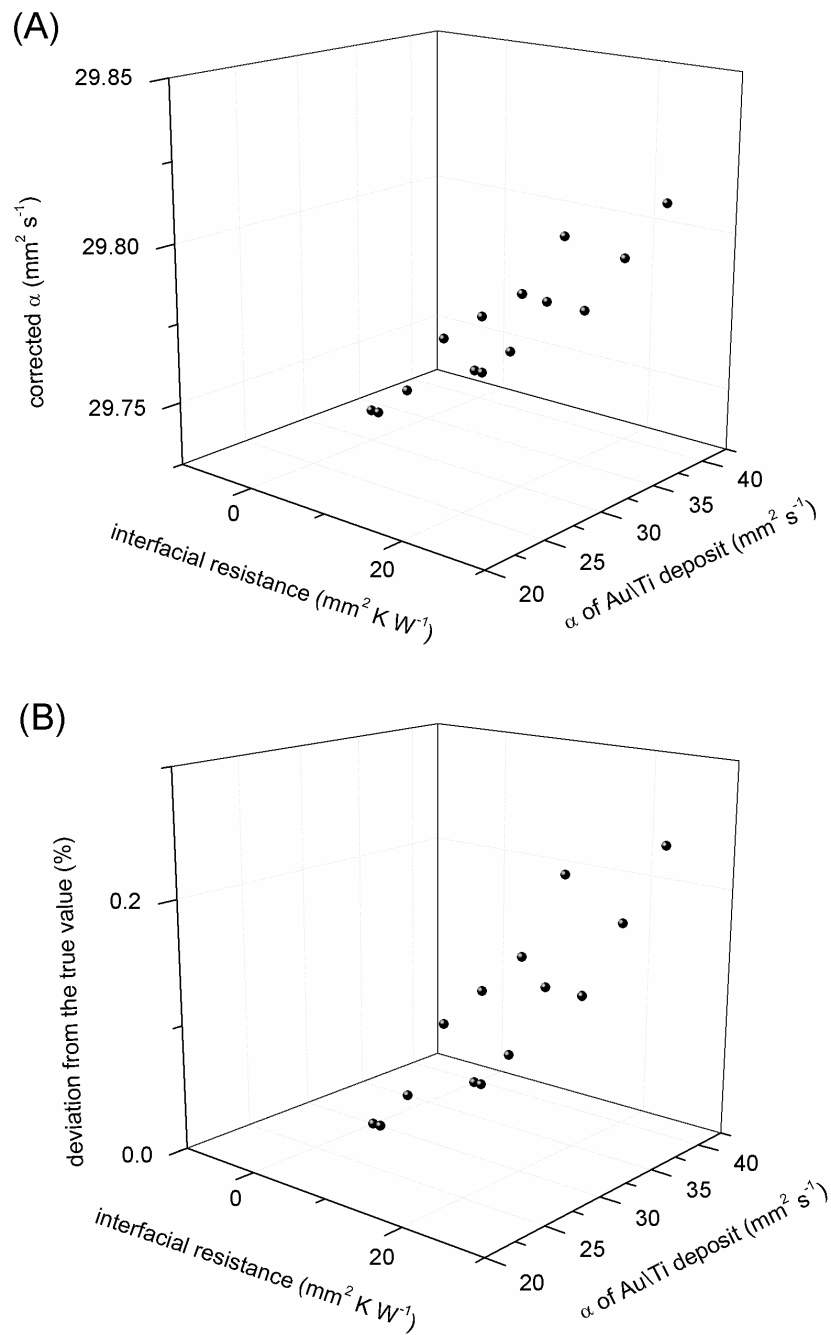 (A)
29.85
29.80
29.75
corrected α (mm² s⁻¹)
0
20
interfacial resistance (mm² K W⁻¹)
20
25
30
35
40
α of Au\Ti deposit (mm² s⁻¹)
(B)
0.2
0.0
deviation from the true value (%)
0
20
interfacial resistance (mm² K W⁻¹)
20
25
30
35
40
α of Au\Ti deposit (mm² s⁻¹)